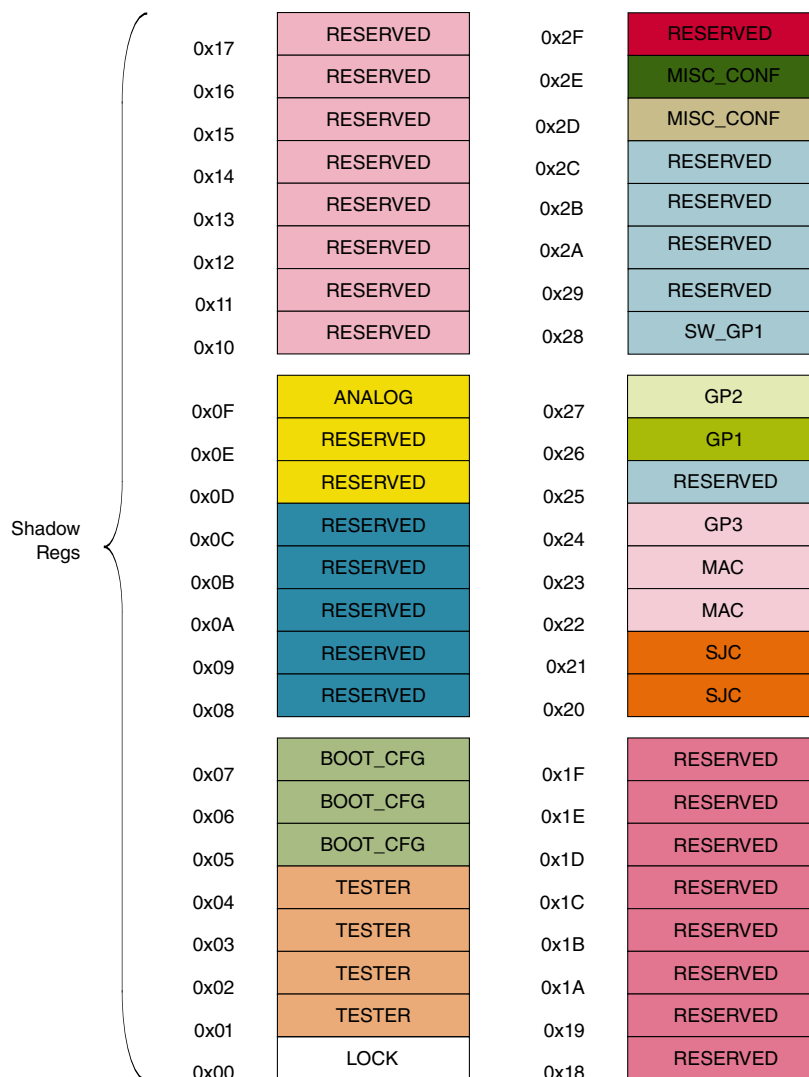 0x17 RESERVED 0x2F RESERVED
0x16 RESERVED 0x2E MISC_CONF
0x15 RESERVED 0x2D MISC_CONF
0x14 RESERVED 0x2C RESERVED
0x13 RESERVED 0x2B RESERVED
0x12 RESERVED 0x2A RESERVED
0x11 RESERVED 0x29 RESERVED
0x10 RESERVED 0x28 SW_GP1
0x0F ANALOG 0x27 GP2
0x0E RESERVED 0x26 GP1
0x0D RESERVED 0x25 RESERVED
Shadow
Regs
0x0C RESERVED 0x24 GP3
0x0B RESERVED 0x23 MAC
0x0A RESERVED 0x22 MAC
0x09 RESERVED 0x21 SJC
0x08 RESERVED 0x20 SJC
0x07 BOOT_CFG 0x1F RESERVED
0x06 BOOT_CFG 0x1E RESERVED
0x05 BOOT_CFG 0x1D RESERVED
0x04 TESTER 0x1C RESERVED
0x03 TESTER 0x1B RESERVED
0x02 TESTER 0x1A RESERVED
0x01 TESTER 0x19 RESERVED
0x00 LOCK 0x18 RESERVED